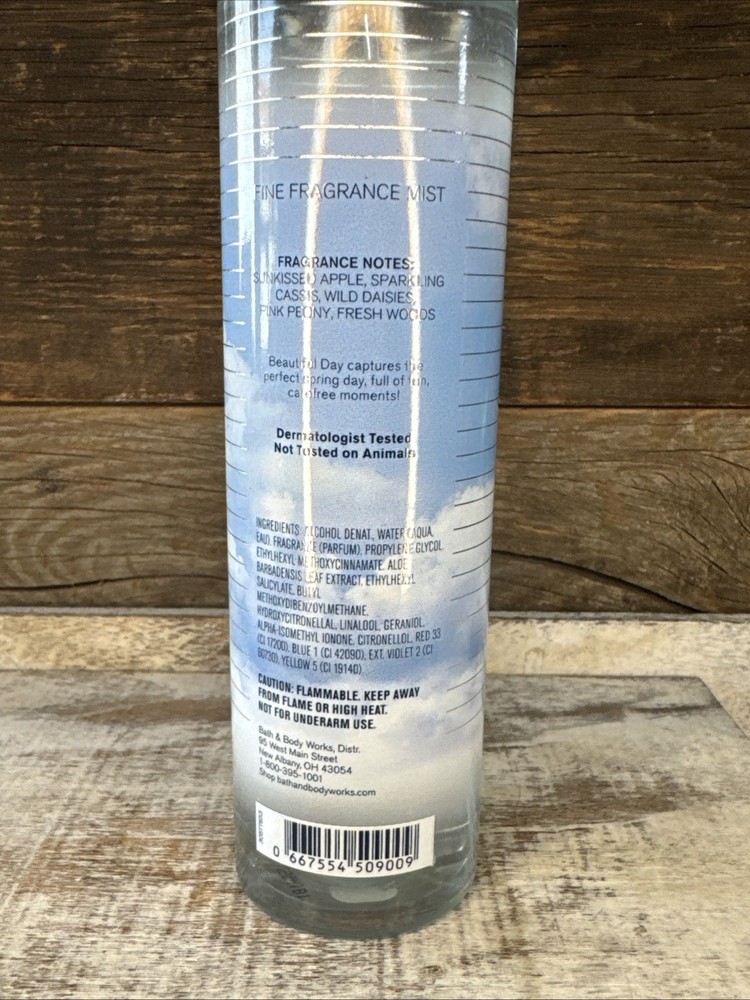 FINE FRAGRANCE MIST
FRAGRANCE NOTES:
SUNKISSED APPLE, SPARKLING
CASSIS, WILD DAISIES,
PINK PEONY, FRESH WOODS
Beautiful Day captures the
perfect spring day, full of fun,
carefree moments!
Dermatologist Tested
Not Tested on Animals
INGREDIENTS: ALCOHOL DENAT., WATER (AQUA,
EAU), FRAGRANCE (PARFUM), PROPYLENE GLYCOL,
ETHYLHEXYL METHOXYCINNAMATE, ALOE
BARBADENSIS LEAF EXTRACT, ETHYLHEXYL
SALICYLATE, BUTYL
METHOXYDIBENZOYLMETHANE,
HYDROXYCITRONELLAL, LINALOOL, GERANIOL,
ALPHA-ISOMETHYL IONONE, CITRONELLOL, RED 33
(CI 17200), BLUE 1 (CI 42090), EXT. VIOLET 2 (CI
60730), YELLOW 5 (CI 19140)
CAUTION: FLAMMABLE. KEEP AWAY
FROM FLAME OR HIGH HEAT.
NOT FOR UNDERARM USE.
Bath & Body Works, Distr.
95 West Main Street
New Albany, OH 43054
1-800-395-1001
Shop bathandbodyworks.com
0 667554 509009